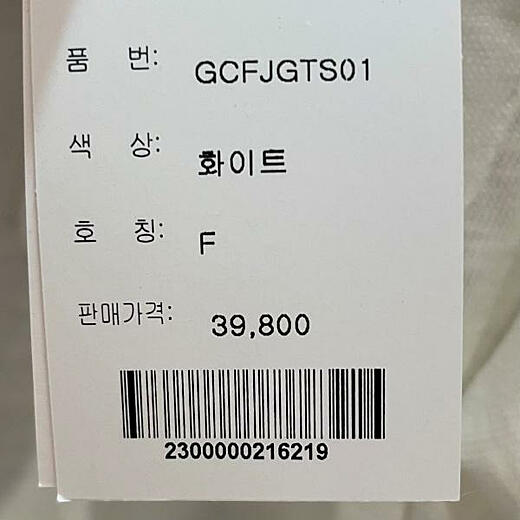 품 번: GCFJGTS01
색 상: 화이트
호 칭: F
판매가격: 39,800
2300000216219